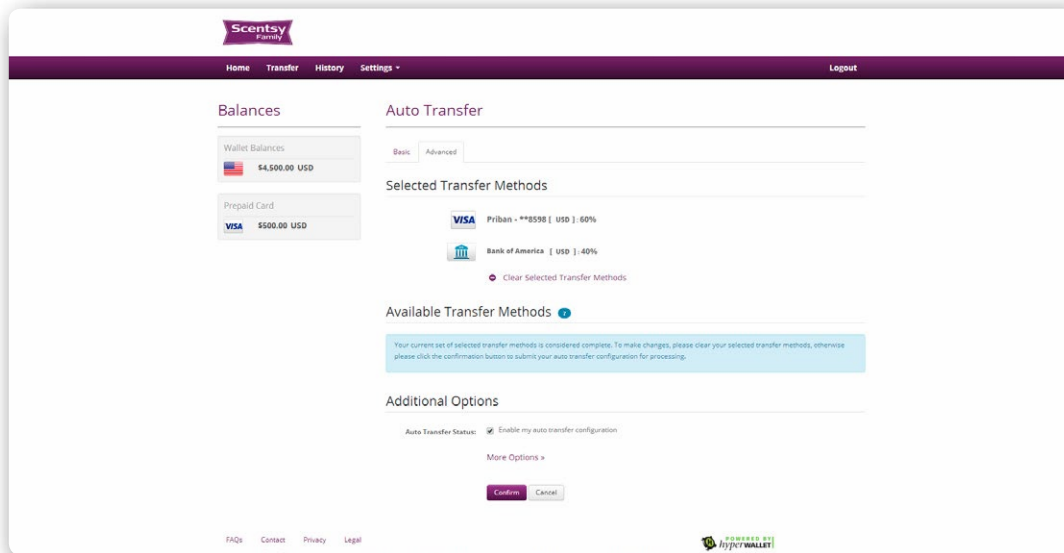 Scentsy
Family
Home Transfer History Settings
Logout
Balances
Wallet Balances
$4,500.00 USD
Prepaid Card
VISA $500.00 USD
Auto Transfer
Basic Advanced
Selected Transfer Methods
VISA Priban - **8598 [ USD ] : 60%
Bank of America [ USD ] : 40%
Clear Selected Transfer Methods
Available Transfer Methods ?
Your current set of selected transfer methods is considered complete. To make changes, please clear your selected transfer methods, otherwise
please click the confirmation button to submit your auto transfer configuration for processing.
Additional Options
Auto Transfer Status: Enable my auto transfer configuration
More Options »
Confirm Cancel
FAQs Contact Privacy Legal
POWERED BY
hyperWALLET